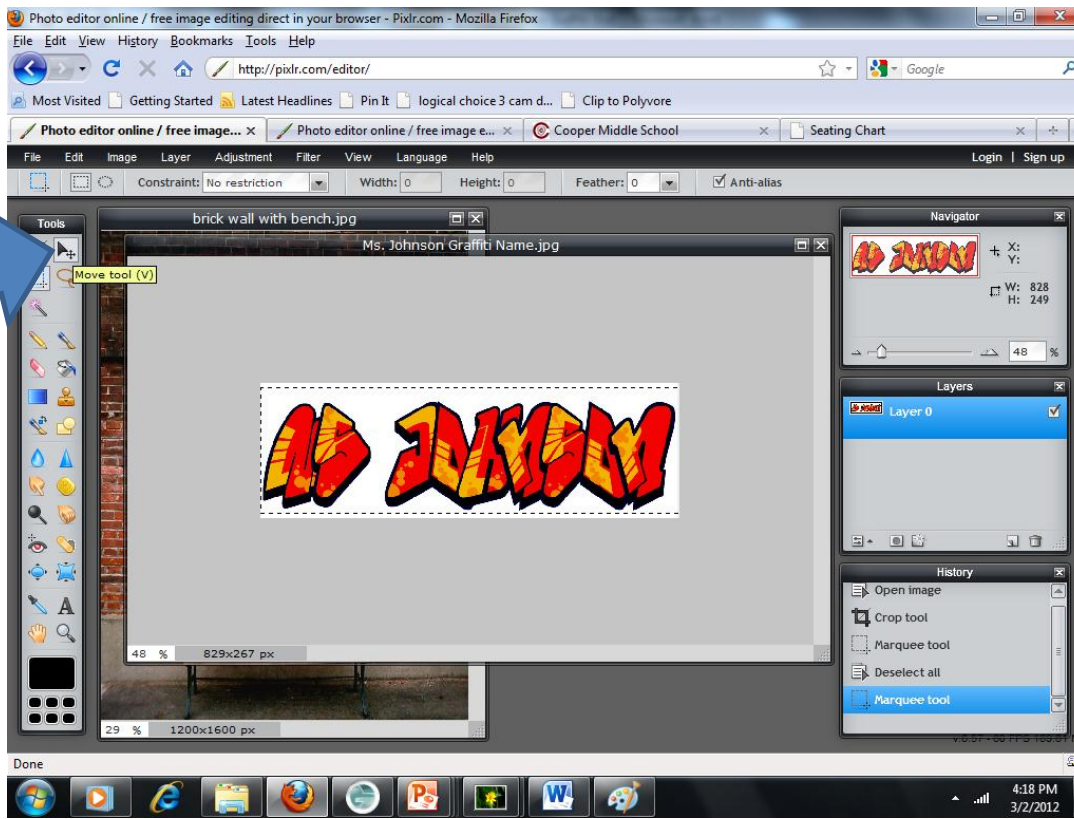 Photo editor online / free image editing direct in your browser - Pixlr.com - Mozilla Firefox
File Edit View History Bookmarks Tools Help
http://pixlr.com/editor/
Google
Most Visited Getting Started Latest Headlines Pin It logical choice 3 cam d... Clip to Polyvore
Photo editor online / free image... Photo editor online / free image e... Cooper Middle School Seating Chart
File Edit Image Layer Adjustment Filter View Language Help Login | Sign up
Constraint: No restriction Width: 0 Height: 0 Feather: 0 Anti-alias
Tools
Move tool (V)
brick wall with bench.jpg
Ms. Johnson Graffiti Name.jpg
MS JOHNSON
48 % 829x267 px
29 % 1200x1600 px
Navigator
X:
Y:
W: 828
H: 249
48 %
Layers
Layer 0
History
Open image
Crop tool
Marquee tool
Deselect all
Marquee tool
Done
4:18 PM
3/2/2012